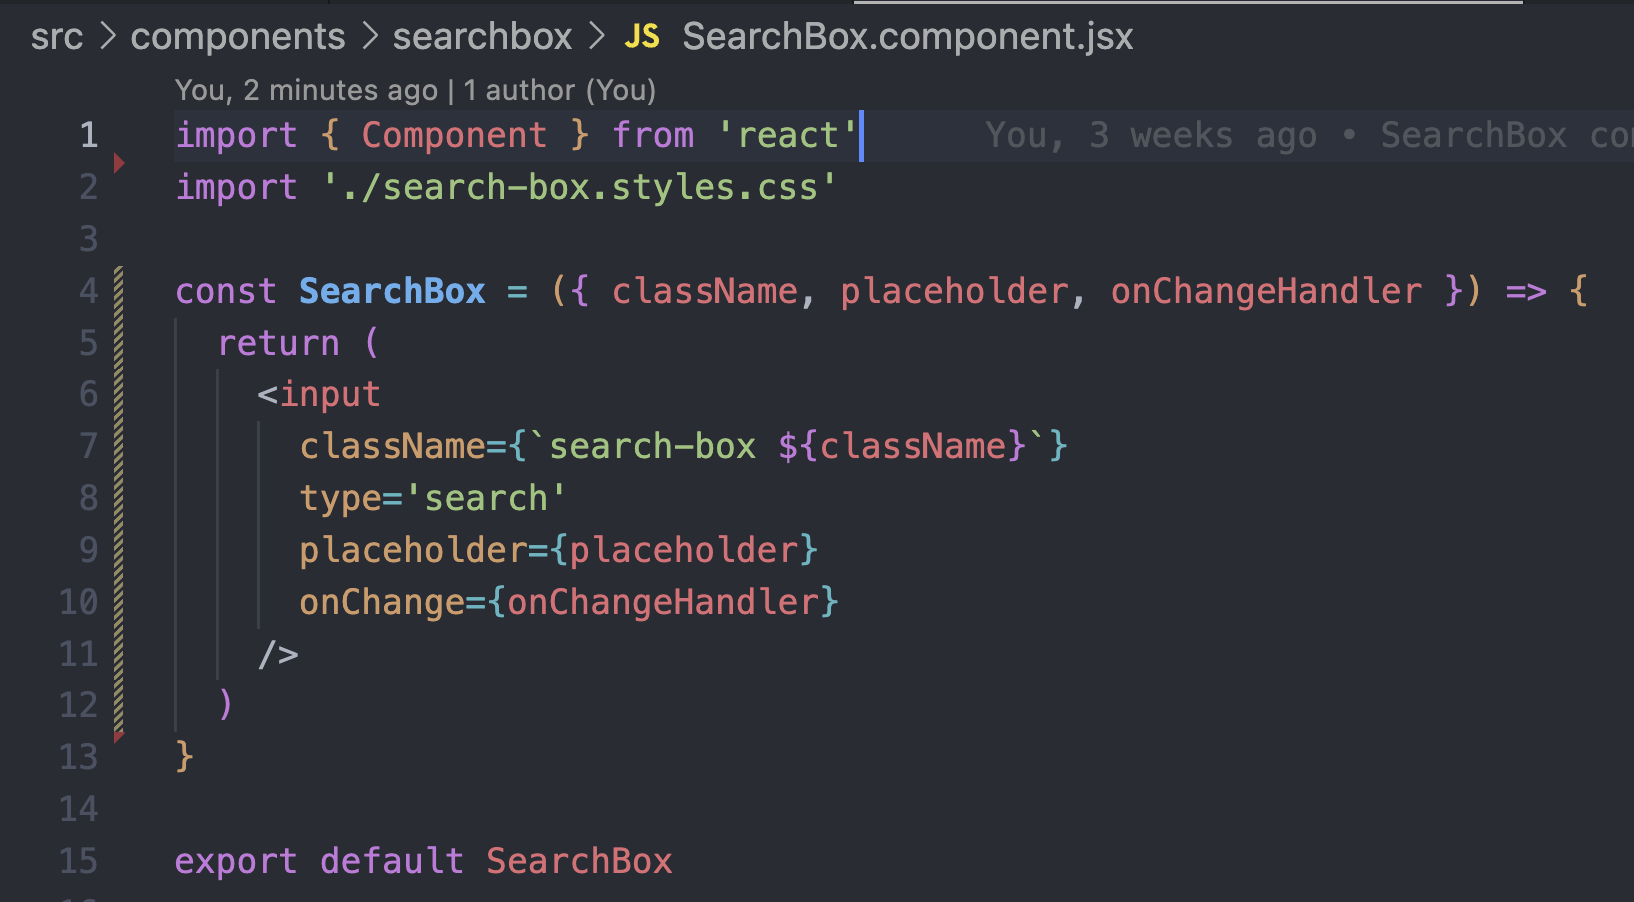 src > components > searchbox > JS SearchBox.component.jsx
You, 2 minutes ago | 1 author (You)
1 import { Component } from 'react' You, 3 weeks ago • SearchBox
2 import './search-box.styles.css'
3
4 const SearchBox = ({ className, placeholder, onChangeHandler }) => {
5 return (
6 <input
7 className={`search-box ${className}`}
8 type='search'
9 placeholder={placeholder}
10 onChange={onChangeHandler}
11 />
12 )
13 }
14
15 export default SearchBox